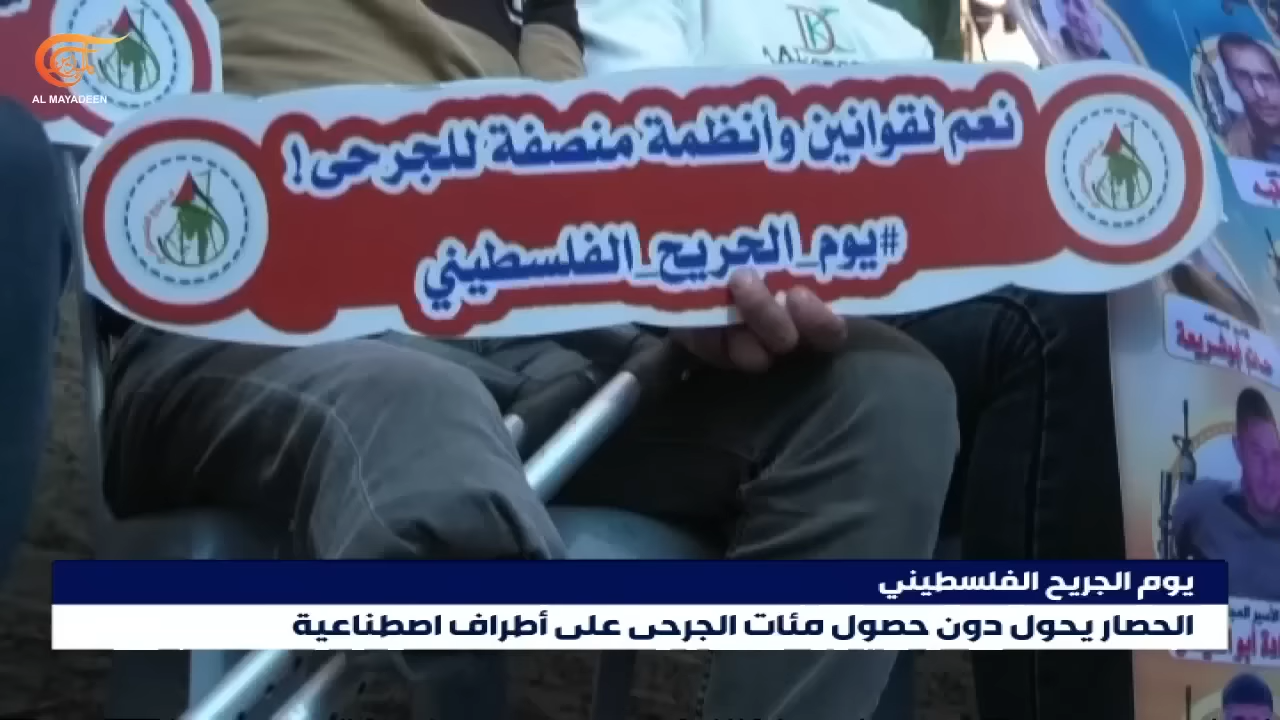 AL MAYADEEN
نعم لقوانين وأنظمة منصفة للجرحى!
#يوم_الجريح_الفلسطيني
يوم الجريح الفلسطيني
الحصار يحول دون حصول مئات الجرحى على أطراف اصطناعية